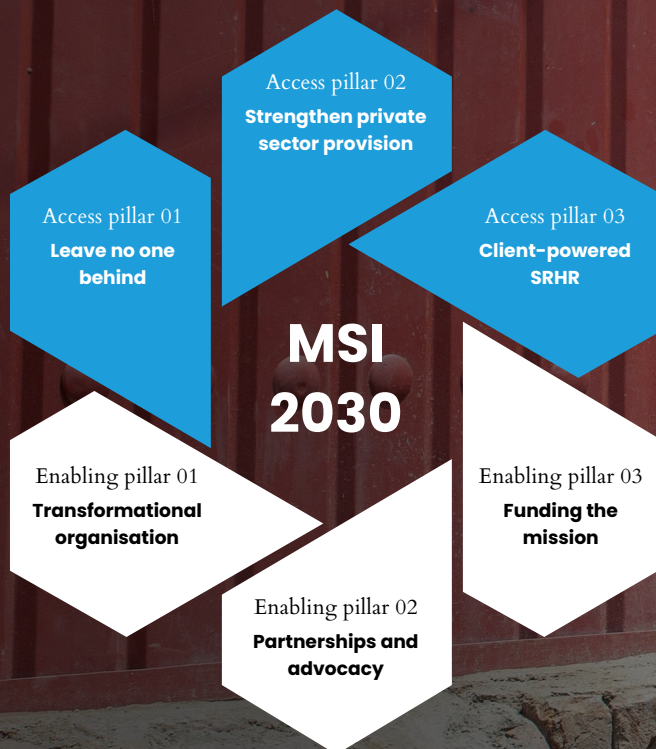 Access pillar 02
Strengthen private
sector provision
Access pillar 01
Leave no one
behind
Access pillar 03
Client-powered
SRHR
MSI
2030
Enabling pillar 01
Transformational
organisation
Enabling pillar 03
Funding the
mission
Enabling pillar 02
Partnerships and
advocacy